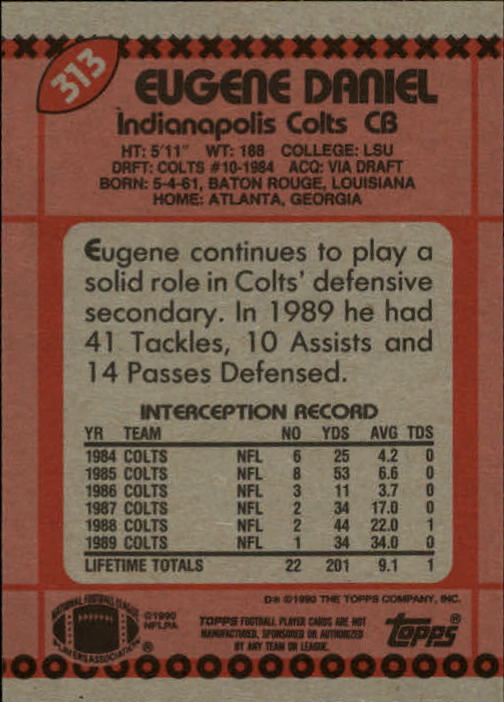 313
EUGENE DANIEL
Indianapolis Colts CB
HT: 5'11" WT: 188 COLLEGE: LSU
DRFT: COLTS #10-1984 ACQ: VIA DRAFT
BORN: 5-4-61, BATON ROUGE, LOUISIANA
HOME: ATLANTA, GEORGIA
Eugene continues to play a
solid role in Colts' defensive
secondary. In 1989 he had
41 Tackles, 10 Assists and
14 Passes Defensed.
INTERCEPTION RECORD
YR TEAM NO YDS AVG TDS
1984 COLTS NFL 6 25 4.2 0
1985 COLTS NFL 8 53 6.6 0
1986 COLTS NFL 3 11 3.7 0
1987 COLTS NFL 2 34 17.0 0
1988 COLTS NFL 2 44 22.0 1
1989 COLTS NFL 1 34 34.0 0
LIFETIME TOTALS 22 201 9.1 1
D® ©1990 THE TOPPS COMPANY, INC.
NATIONAL FOOTBALL LEAGUE
PLAYERS ASSOCIATION ®
©1990
NFLPA
TOPPS FOOTBALL PLAYER CARDS ARE NOT
MANUFACTURED, SPONSORED OR AUTHORIZED
BY ANY TEAM OR LEAGUE.
topps®